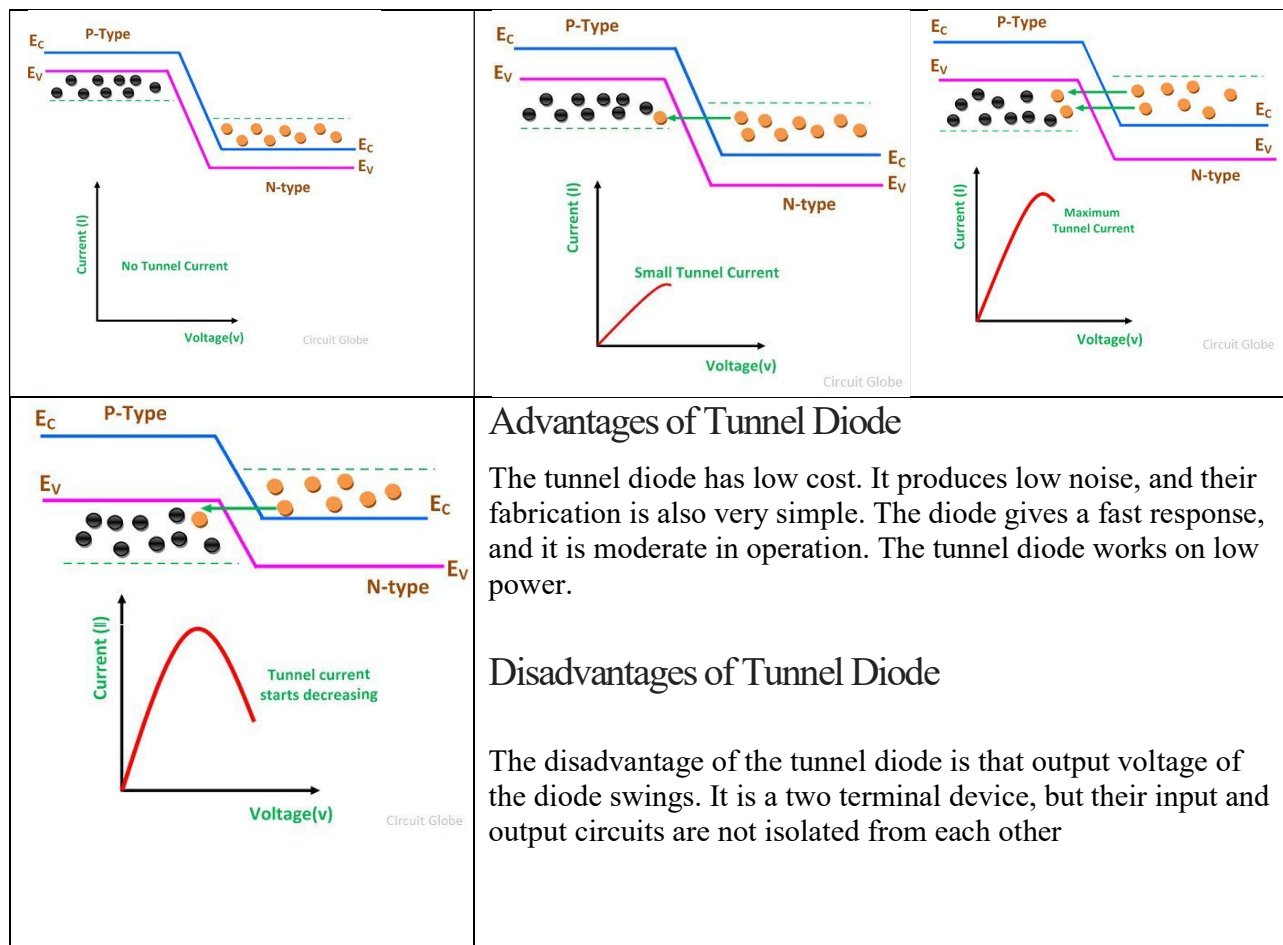 P-Type
E_C
E_V
E_C
E_V
N-type
Current (I)
No Tunnel Current
Voltage(v)
Circuit Globe
P-Type
E_C
E_V
E_C
E_V
N-type
Current (I)
Small Tunnel Current
Voltage(v)
Circuit Globe
P-Type
E_C
E_V
E_C
E_V
N-type
Current (I)
Maximum
Tunnel Current
Voltage(v)
Circuit Globe
P-Type
E_C
E_V
E_C
E_V
N-type
Current (I)
Tunnel current
starts decreasing
Voltage(v)
Circuit Globe
Advantages of Tunnel Diode
The tunnel diode has low cost. It produces low noise, and their
fabrication is also very simple. The diode gives a fast response,
and it is moderate in operation. The tunnel diode works on low
power.
Disadvantages of Tunnel Diode
The disadvantage of the tunnel diode is that output voltage of
the diode swings. It is a two terminal device, but their input and
output circuits are not isolated from each other